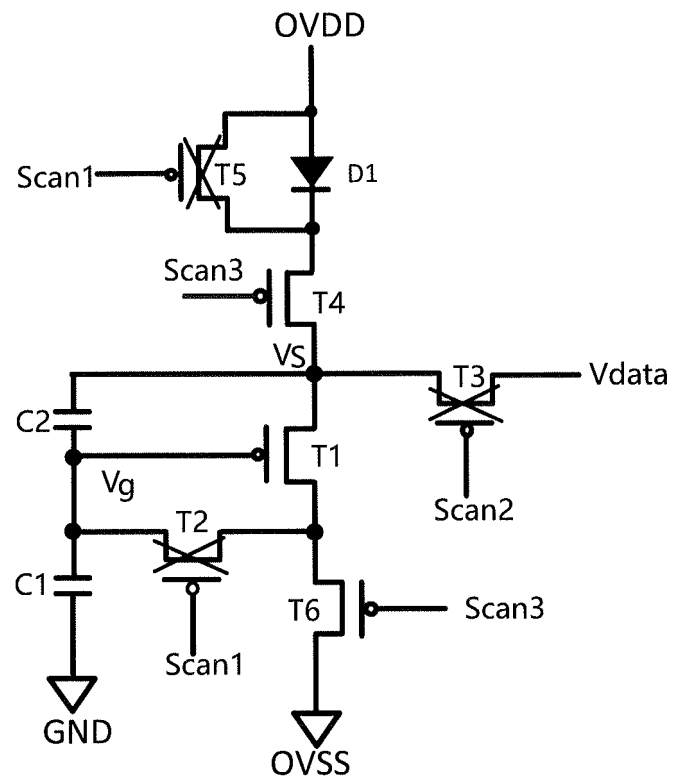 OVDD
Scan1
T5
D1
Scan3
T4
VS
T3
Vdata
C2
T1
Vg
Scan2
T2
C1
T6
Scan3
Scan1
GND
OVSS